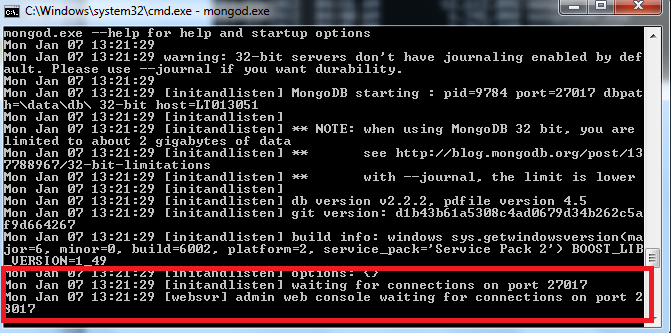 C:\Windows\system32\cmd.exe - mongod.exe
mongod.exe --help for help and startup options
Mon Jan 07 13:21:29
Mon Jan 07 13:21:29 warning: 32-bit servers don't have journaling enabled by def
ault. Please use --journal if you want durability.
Mon Jan 07 13:21:29
Mon Jan 07 13:21:29 [initandlisten] MongoDB starting : pid=9784 port=27017 dbpat
h=\data\db\ 32-bit host=LT013051
Mon Jan 07 13:21:29 [initandlisten]
Mon Jan 07 13:21:29 [initandlisten] ** NOTE: when using MongoDB 32 bit, you are
limited to about 2 gigabytes of data
Mon Jan 07 13:21:29 [initandlisten] **       see http://blog.mongodb.org/post/13
7788967/32-bit-limitations
Mon Jan 07 13:21:29 [initandlisten] **       with --journal, the limit is lower
Mon Jan 07 13:21:29 [initandlisten]
Mon Jan 07 13:21:29 [initandlisten] db version v2.2.2, pdfile version 4.5
Mon Jan 07 13:21:29 [initandlisten] git version: d1b43b61a5308c4ad0679d34b262c5a
f9d664267
Mon Jan 07 13:21:29 [initandlisten] build info: windows sys.getwindowsversion(ma
jor=6, minor=0, build=6002, platform=2, service_pack='Service Pack 2') BOOST_LIB
_VERSION=1_49
Mon Jan 07 13:21:29 [initandlisten] options: {}
Mon Jan 07 13:21:29 [initandlisten] waiting for connections on port 27017
Mon Jan 07 13:21:29 [websvr] admin web console waiting for connections on port 2
8017